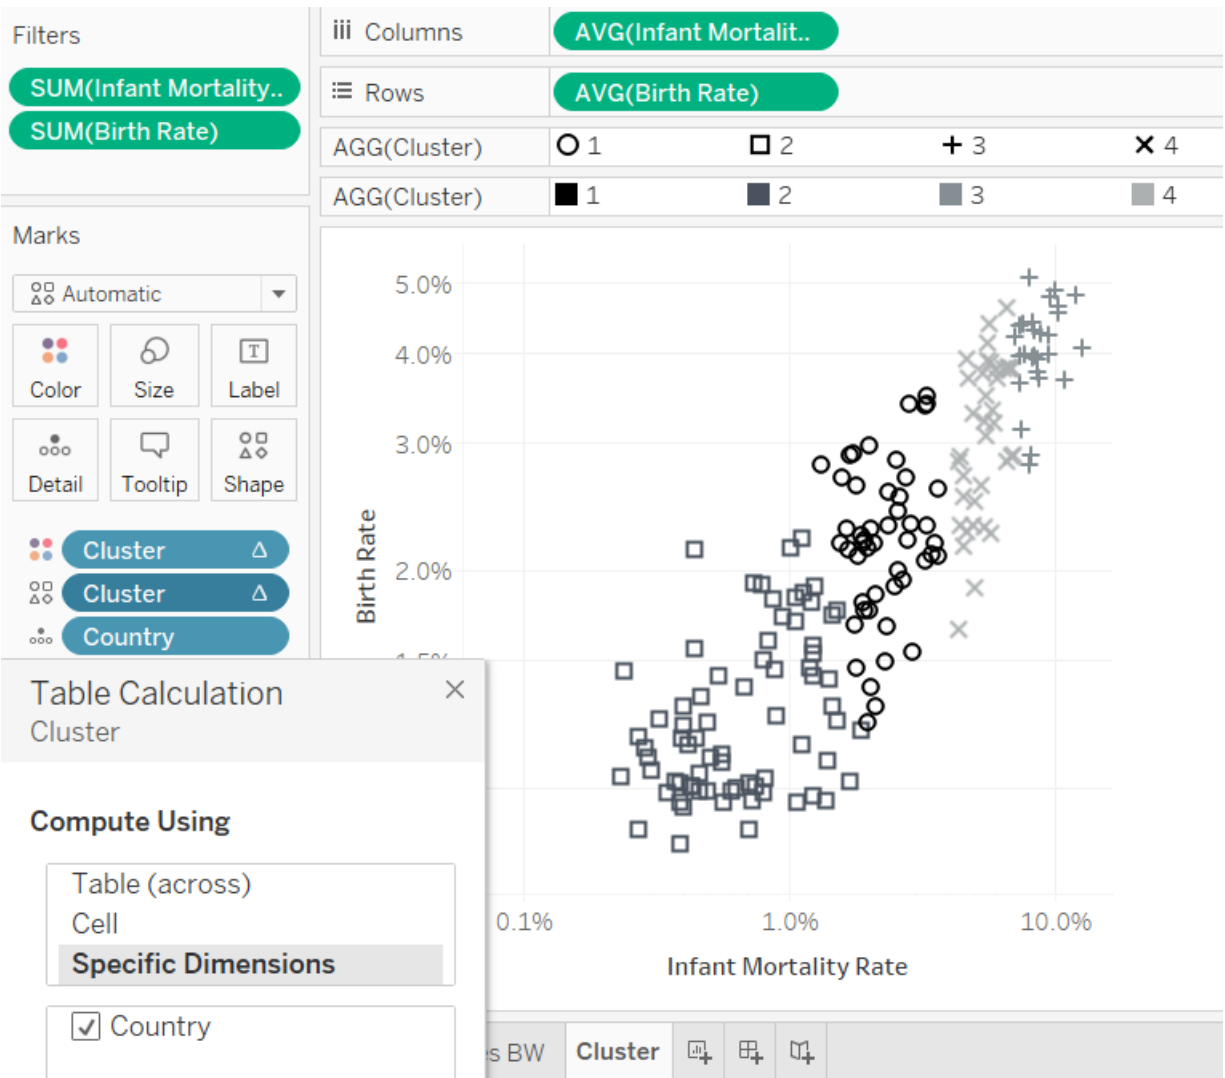 Filters
SUM(Infant Mortality..
SUM(Birth Rate)
Columns
AVG(Infant Mortalit..
Rows
AVG(Birth Rate)
AGG(Cluster)
1
2
3
4
AGG(Cluster)
1
2
3
4
Marks
Automatic
Color
Size
T
Label
Detail
Tooltip
Shape
Cluster Δ
Cluster Δ
Country
5.0%
4.0%
3.0%
2.0%
Birth Rate
0.1%
1.0%
10.0%
Infant Mortality Rate
Table Calculation
Cluster
Compute Using
Table (across)
Cell
Specific Dimensions
Country
s BW
Cluster